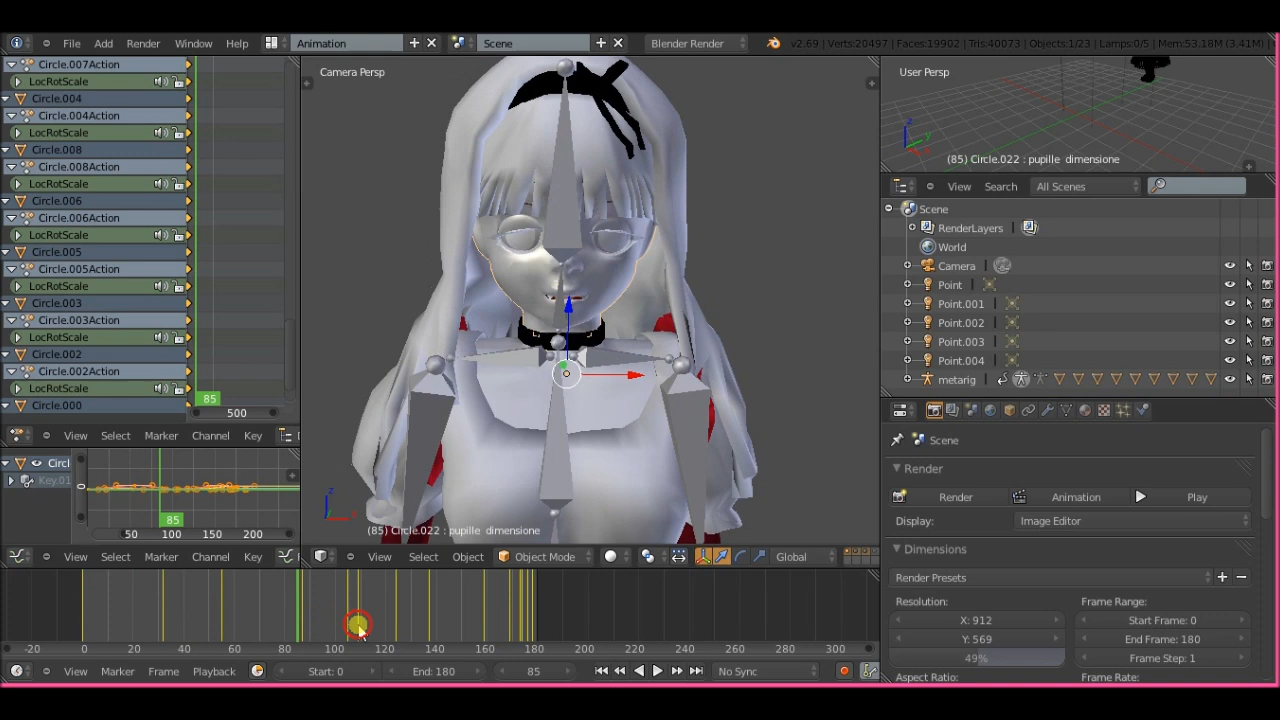 File Add Render Window Help Animation Scene Blender Render v2.69 | Verts:20497 | Faces:19902 | Tris:40073 | Objects:1/23 | Lamps:0/5 | Mem:53.18M (3.41M)
Circle.007Action
LocRotScale
Circle.004
Circle.004Action
LocRotScale
Circle.008
Circle.008Action
LocRotScale
Circle.006
Circle.006Action
LocRotScale
Circle.005
Circle.005Action
LocRotScale
Circle.003
Circle.003Action
LocRotScale
Circle.002
Circle.002Action
LocRotScale
Circle.000
85
500
View Select Marker Channel Key
Circl
Key.01
0
85
50 100 150 200
View Select Marker Channel Key
Camera Persp
z
(85) Circle.022 : pupille dimensione
View Select Object Object Mode Global
User Persp
z
y
(85) Circle.022 : pupille dimensione
View Search All Scenes
Scene
RenderLayers |
World
Camera |
Point |
Point.001 |
Point.002 |
Point.003 |
Point.004 |
metarig |
Scene
Render
Render Animation Play
Display: Image Editor
Dimensions
Render Presets
Resolution: Frame Range:
X: 912 Start Frame: 0
Y: 569 End Frame: 180
49% Frame Step: 1
Aspect Ratio: Frame Rate:
-20 0 20 40 60 80 100 120 140 160 180 200 220 240 260 280 300
View Marker Frame Playback Start: 0 End: 180 85 No Sync